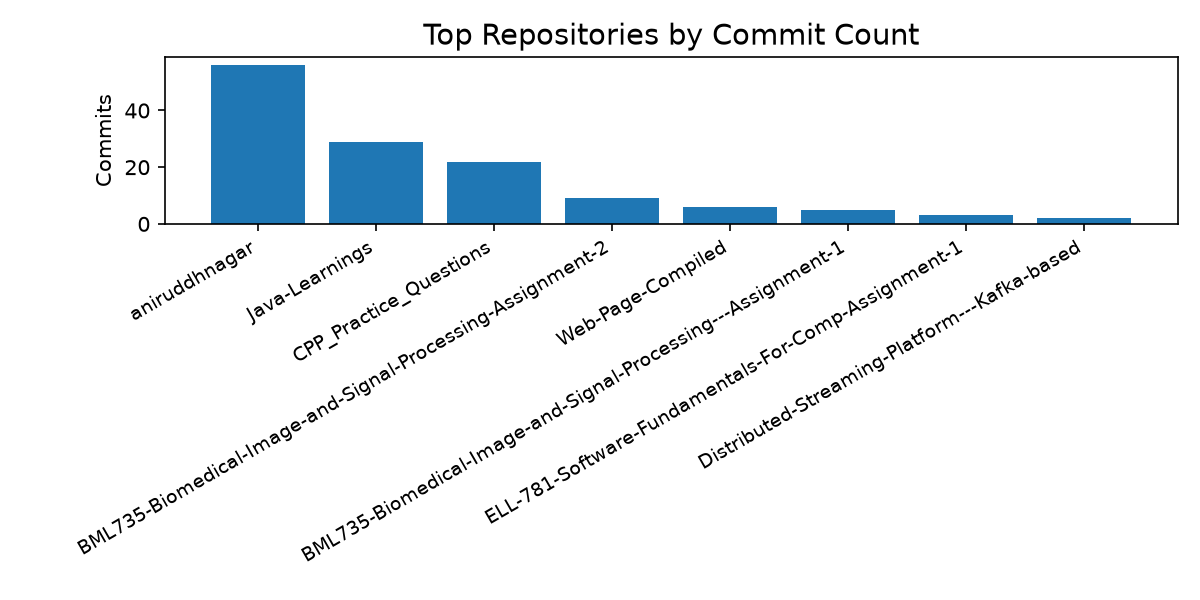 Top Repositories by Commit Count
Commits
40
20
0
aniruddhnagar
Java-Learnings
CPP_Practice_Questions
BML735-Biomedical-Image-and-Signal-Processing-Assignment-2
Web-Page-Compiled
BML735-Biomedical-Image-and-Signal-Processing---Assignment-1
ELL-781-Software-Fundamentals-For-Comp-Assignment-1
Distributed-Streaming-Platform---Kafka-based